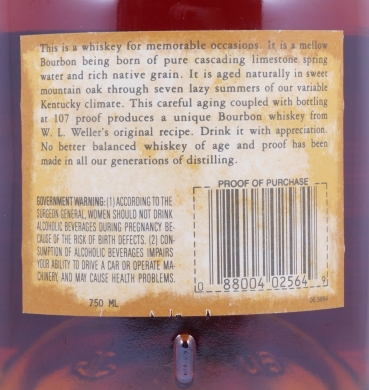 This is a whiskey for memorable occasions. It is a mellow
Bourbon being born of pure cascading limestone spring
water and rich native grain. It is aged naturally in sweet
mountain oak through seven lazy summers of our variable
Kentucky climate. This careful aging coupled with bottling
at 107 proof produces a unique Bourbon whiskey from
W. L. Weller's original recipe. Drink it with appreciation.
No better balanced whiskey of age and proof has been
made in all our generations of distilling.
GOVERNMENT WARNING: (1) ACCORDING TO THE
SURGEON GENERAL, WOMEN SHOULD NOT DRINK
ALCOHOLIC BEVERAGES DURING PREGNANCY BE-
CAUSE OF THE RISK OF BIRTH DEFECTS. (2) CON-
SUMPTION OF ALCOHOLIC BEVERAGES IMPAIRS
YOUR ABILITY TO DRIVE A CAR OR OPERATE MA-
CHINERY, AND MAY CAUSE HEALTH PROBLEMS.
750 ML
PROOF OF PURCHASE
0 88004 02564 9